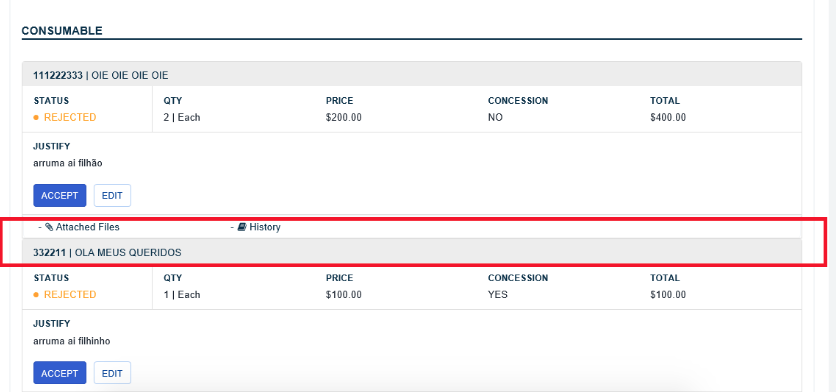 CONSUMABLE
111222333 | OIE OIE OIE OIE
STATUS QTY PRICE CONCESSION TOTAL
REJECTED 2 | Each $200.00 NO $400.00
JUSTIFY
arruma ai filhão
ACCEPT EDIT
- Attached Files - History
332211 | OLA MEUS QUERIDOS
STATUS QTY PRICE CONCESSION TOTAL
REJECTED 1 | Each $100.00 YES $100.00
JUSTIFY
arruma ai filhinho
ACCEPT EDIT